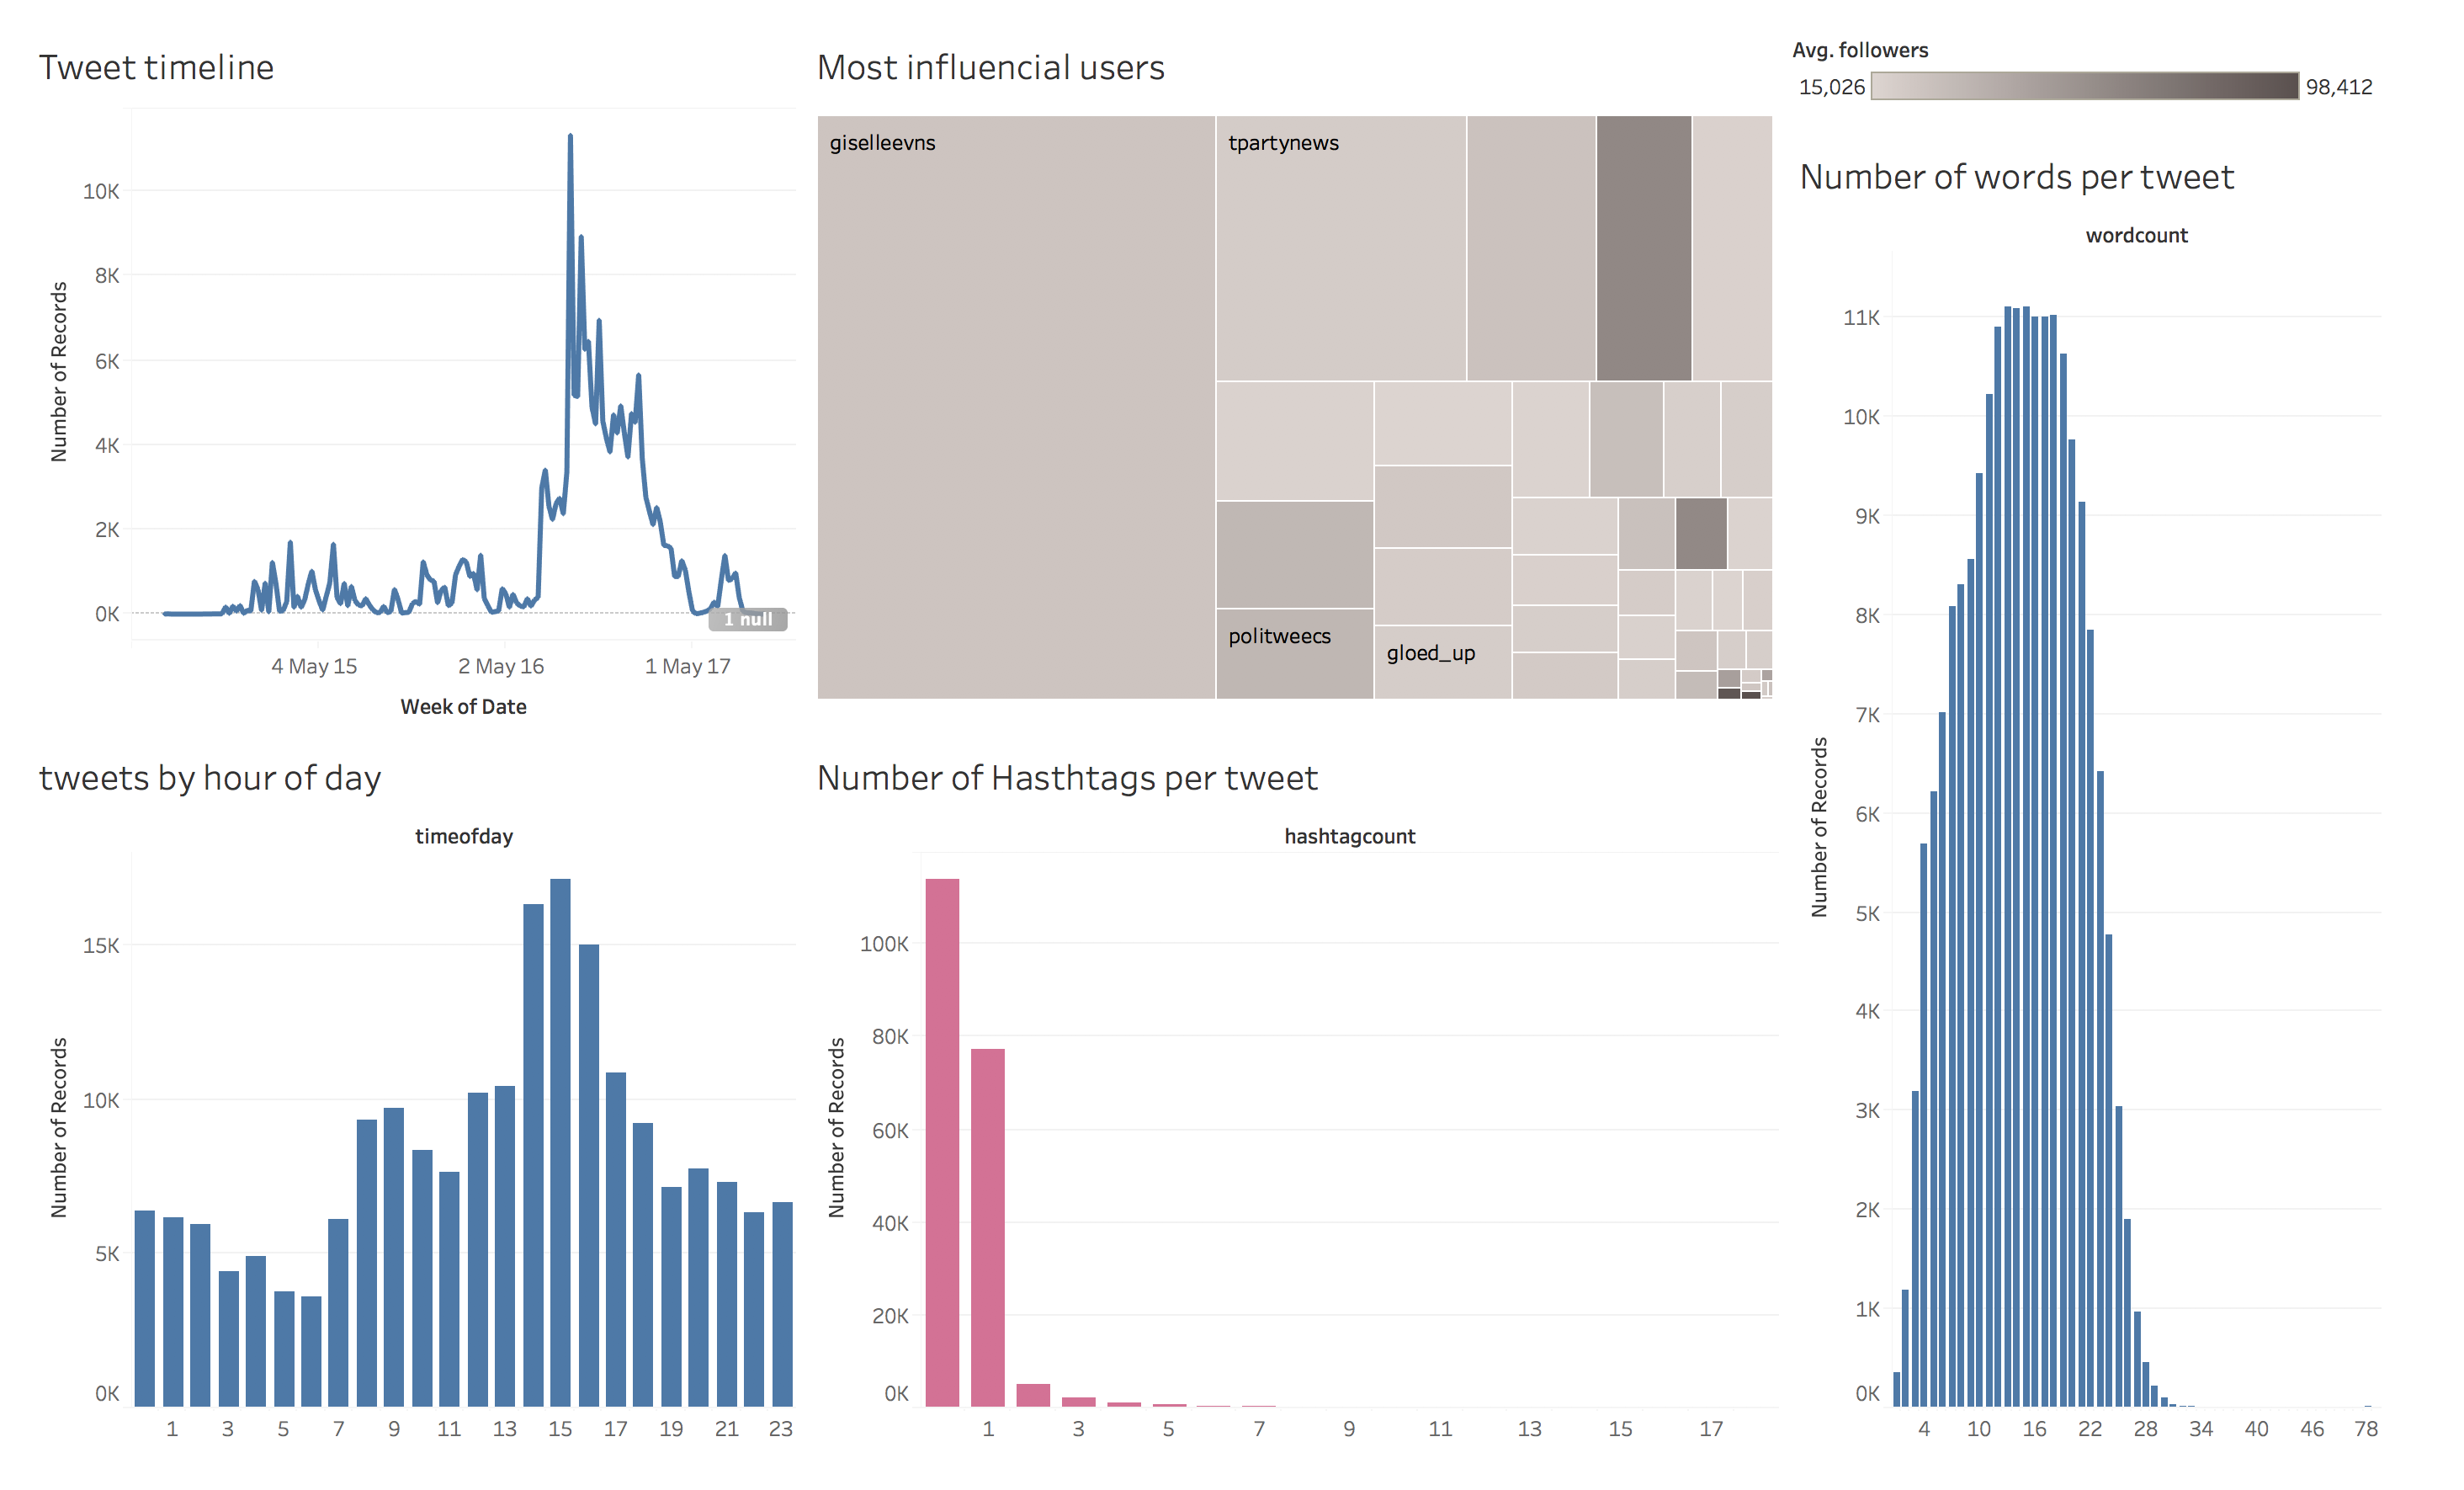 Tweet timeline
Number of Records
10K
8K
6K
4K
2K
0K
1 null
4 May 15
2 May 16
1 May 17
Week of Date
Most influential users
giselleevns
tpartynews
politweecs
gloed_up
Avg. followers
15,026
98,412
Number of words per tweet
wordcount
Number of Records
11K
10K
9K
8K
7K
6K
5K
4K
3K
2K
1K
0K
4 10 16 22 28 34 40 46 78
tweets by hour of day
timeofday
Number of Records
15K
10K
5K
0K
1 3 5 7 9 11 13 15 17 19 21 23
Number of Hasthtags per tweet
hashtagcount
Number of Records
100K
80K
60K
40K
20K
0K
1 3 5 7 9 11 13 15 17